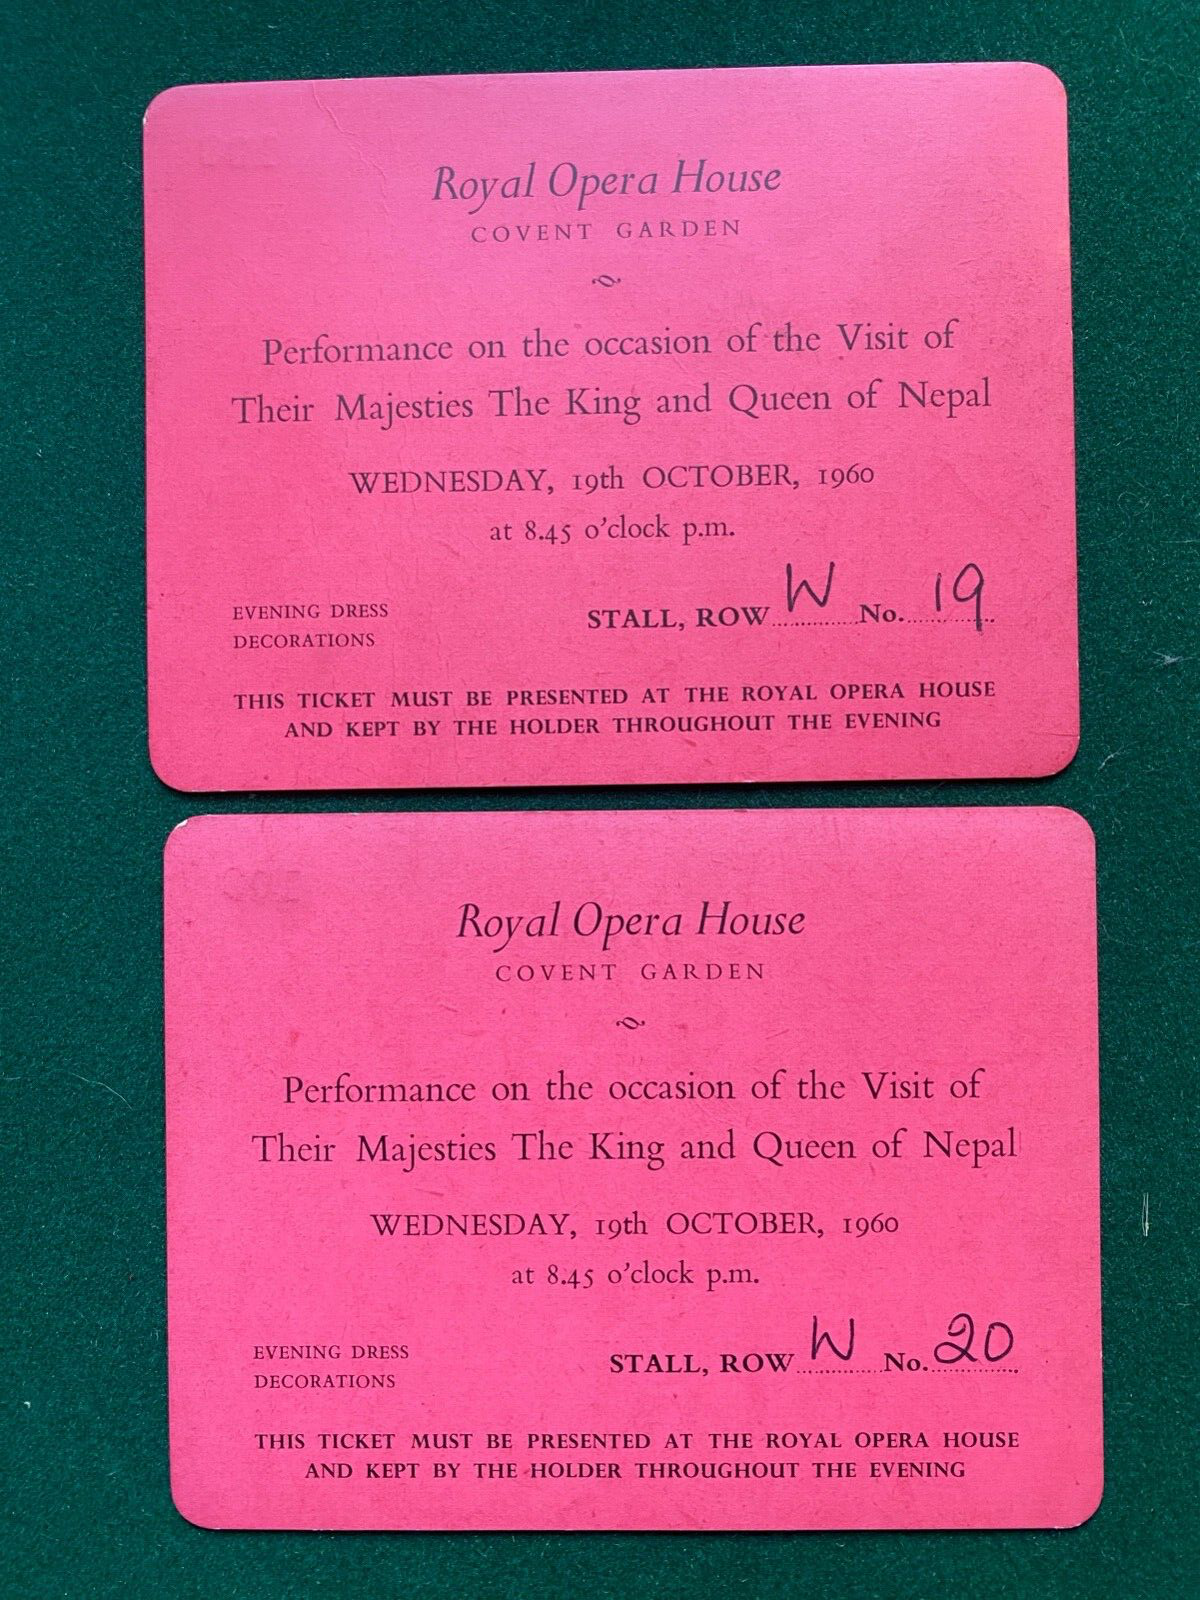 Royal Opera House
COVENT GARDEN
Performance on the occasion of the Visit of
Their Majesties The King and Queen of Nepal
WEDNESDAY, 19th OCTOBER, 1960
at 8.45 o'clock p.m.
EVENING DRESS
DECORATIONS
STALL, ROW W No. 19
THIS TICKET MUST BE PRESENTED AT THE ROYAL OPERA HOUSE
AND KEPT BY THE HOLDER THROUGHOUT THE EVENING
Royal Opera House
COVENT GARDEN
Performance on the occasion of the Visit of
Their Majesties The King and Queen of Nepal
WEDNESDAY, 19th OCTOBER, 1960
at 8.45 o'clock p.m.
EVENING DRESS
DECORATIONS
STALL, ROW W No. 20
THIS TICKET MUST BE PRESENTED AT THE ROYAL OPERA HOUSE
AND KEPT BY THE HOLDER THROUGHOUT THE EVENING